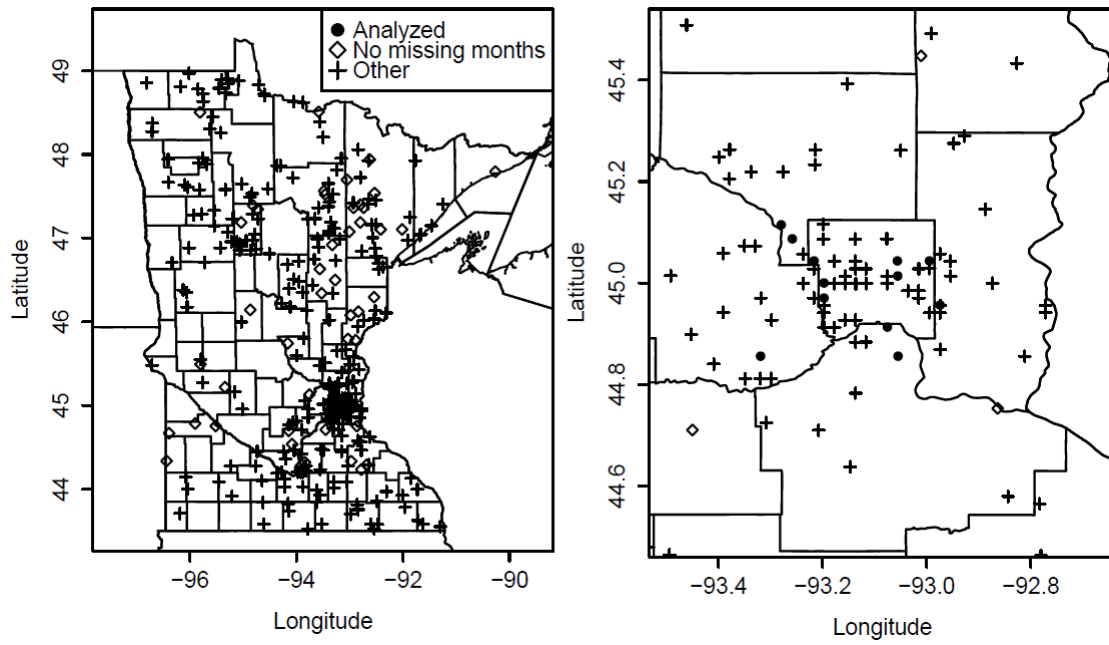 Analyzed
No missing months
Other
49
48
47
46
45
44
Latitude
−96
−94
−92
−90
Longitude
45.4
45.2
45.0
44.8
44.6
Latitude
−93.4
−93.2
−93.0
−92.8
Longitude